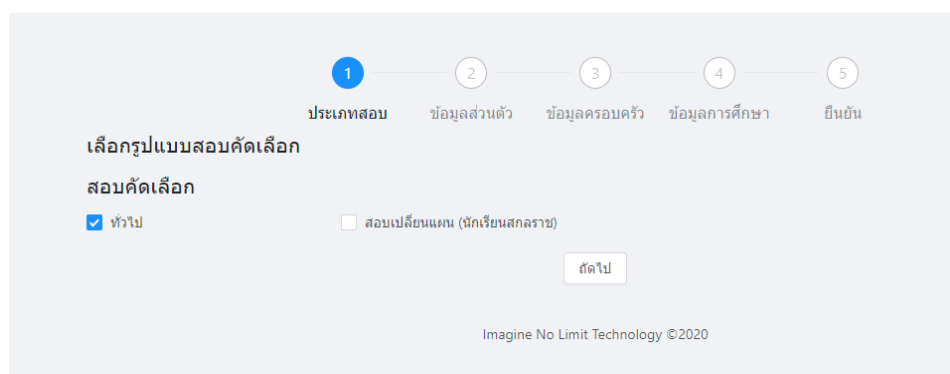 1 2 3 4 5
ประเภทสอบ ข้อมูลส่วนตัว ข้อมูลครอบครัว ข้อมูลการศึกษา ยืนยัน
เลือกรูปแบบสอบคัดเลือก
สอบคัดเลือก
ทั่วไป สอบเปลี่ยนแผน (นักเรียนสกลราช)
ถัดไป
Imagine No Limit Technology ©2020